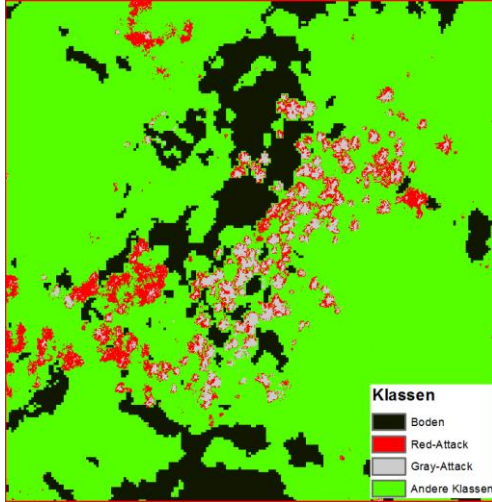 Klassen
Boden
Red-Attack
Gray-Attack
Andere Klassen